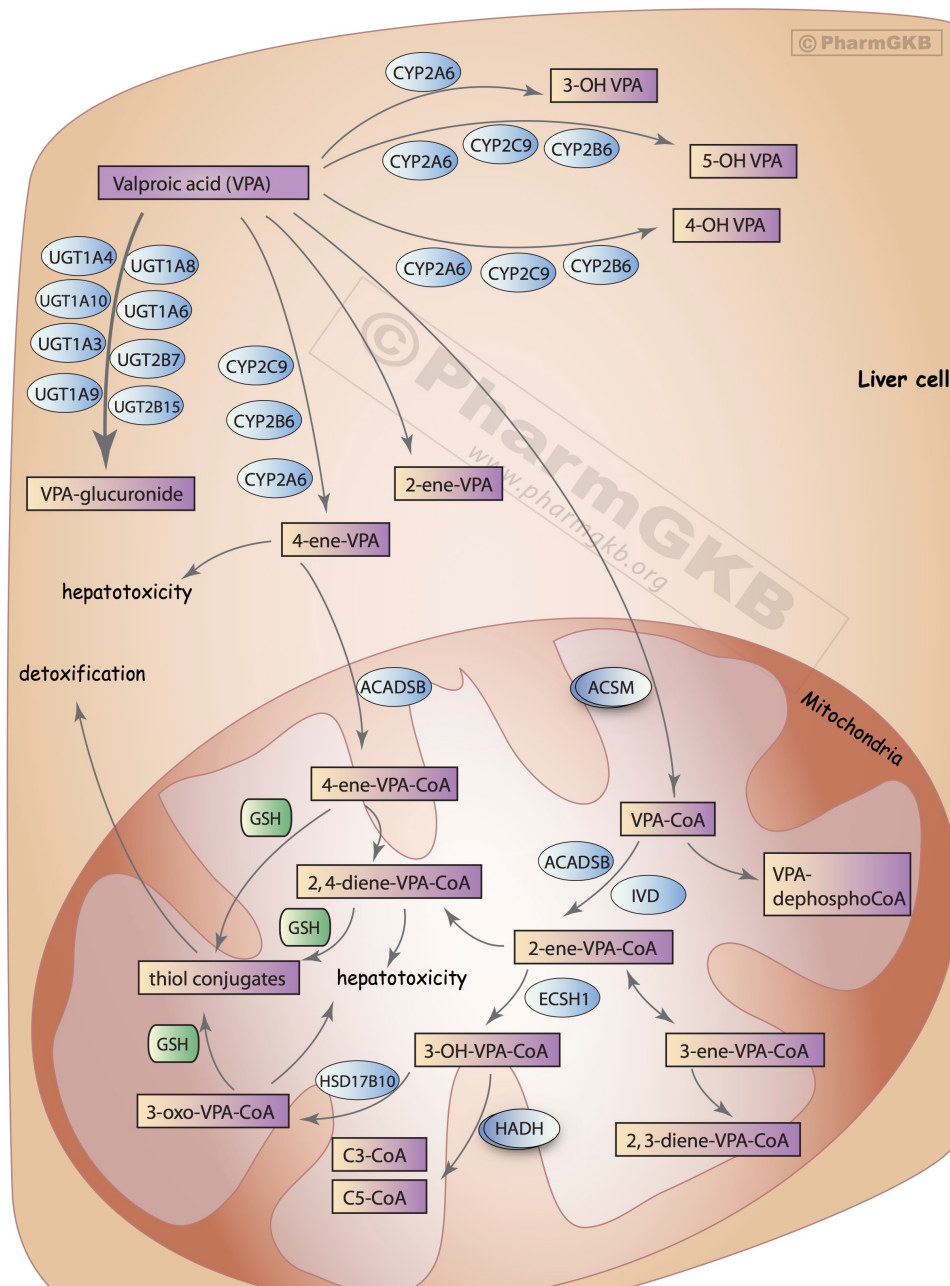 © PharmGKB
CYP2A6
3-OH VPA
CYP2A6
CYP2C9
CYP2B6
5-OH VPA
Valproic acid (VPA)
4-OH VPA
CYP2A6
CYP2C9
CYP2B6
UGT1A4
UGT1A8
UGT1A10
UGT1A6
UGT1A3
UGT2B7
UGT1A9
UGT2B15
CYP2C9
CYP2B6
CYP2A6
Liver cell
© PharmGKB
www.pharmgkb.org
VPA-glucuronide
2-ene-VPA
4-ene-VPA
hepatotoxicity
detoxification
ACADSB
ACSM
Mitochondria
4-ene-VPA-CoA
GSH
VPA-CoA
ACADSB
IVD
VPA-
dephosphoCoA
2,4-diene-VPA-CoA
GSH
2-ene-VPA-CoA
thiol conjugates
hepatotoxicity
ECSH1
GSH
3-OH-VPA-CoA
3-ene-VPA-CoA
HSD17B10
3-oxo-VPA-CoA
HADH
2,3-diene-VPA-CoA
C3-CoA
C5-CoA